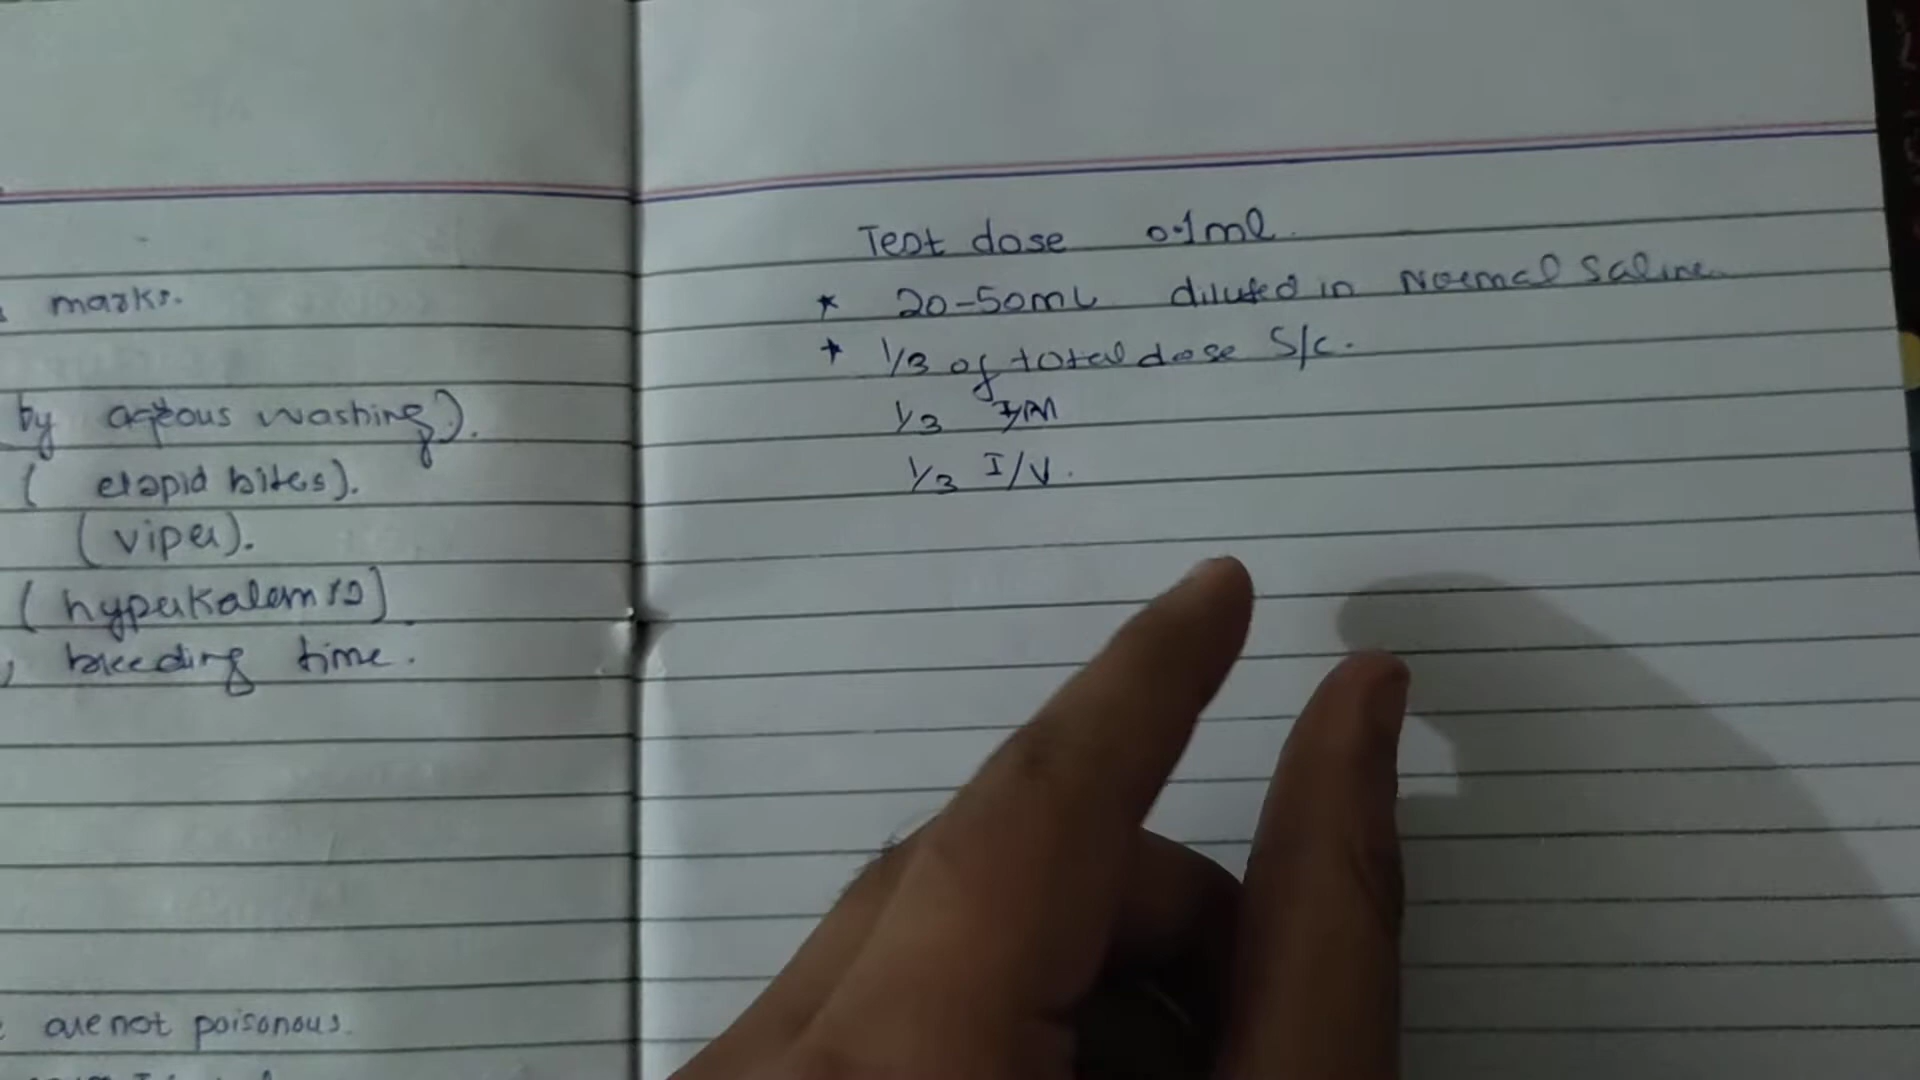 marks.
by aqeous washing).
( elapid bites).
(viper).
(hyperkalemia)
, bleeding time.
are not poisonous.
Test dose 0.1ml.
* 20-50ml diluted in Normal Saline
* 1/3 of total dose S/c.
1/3 I/M
1/3 I/V.